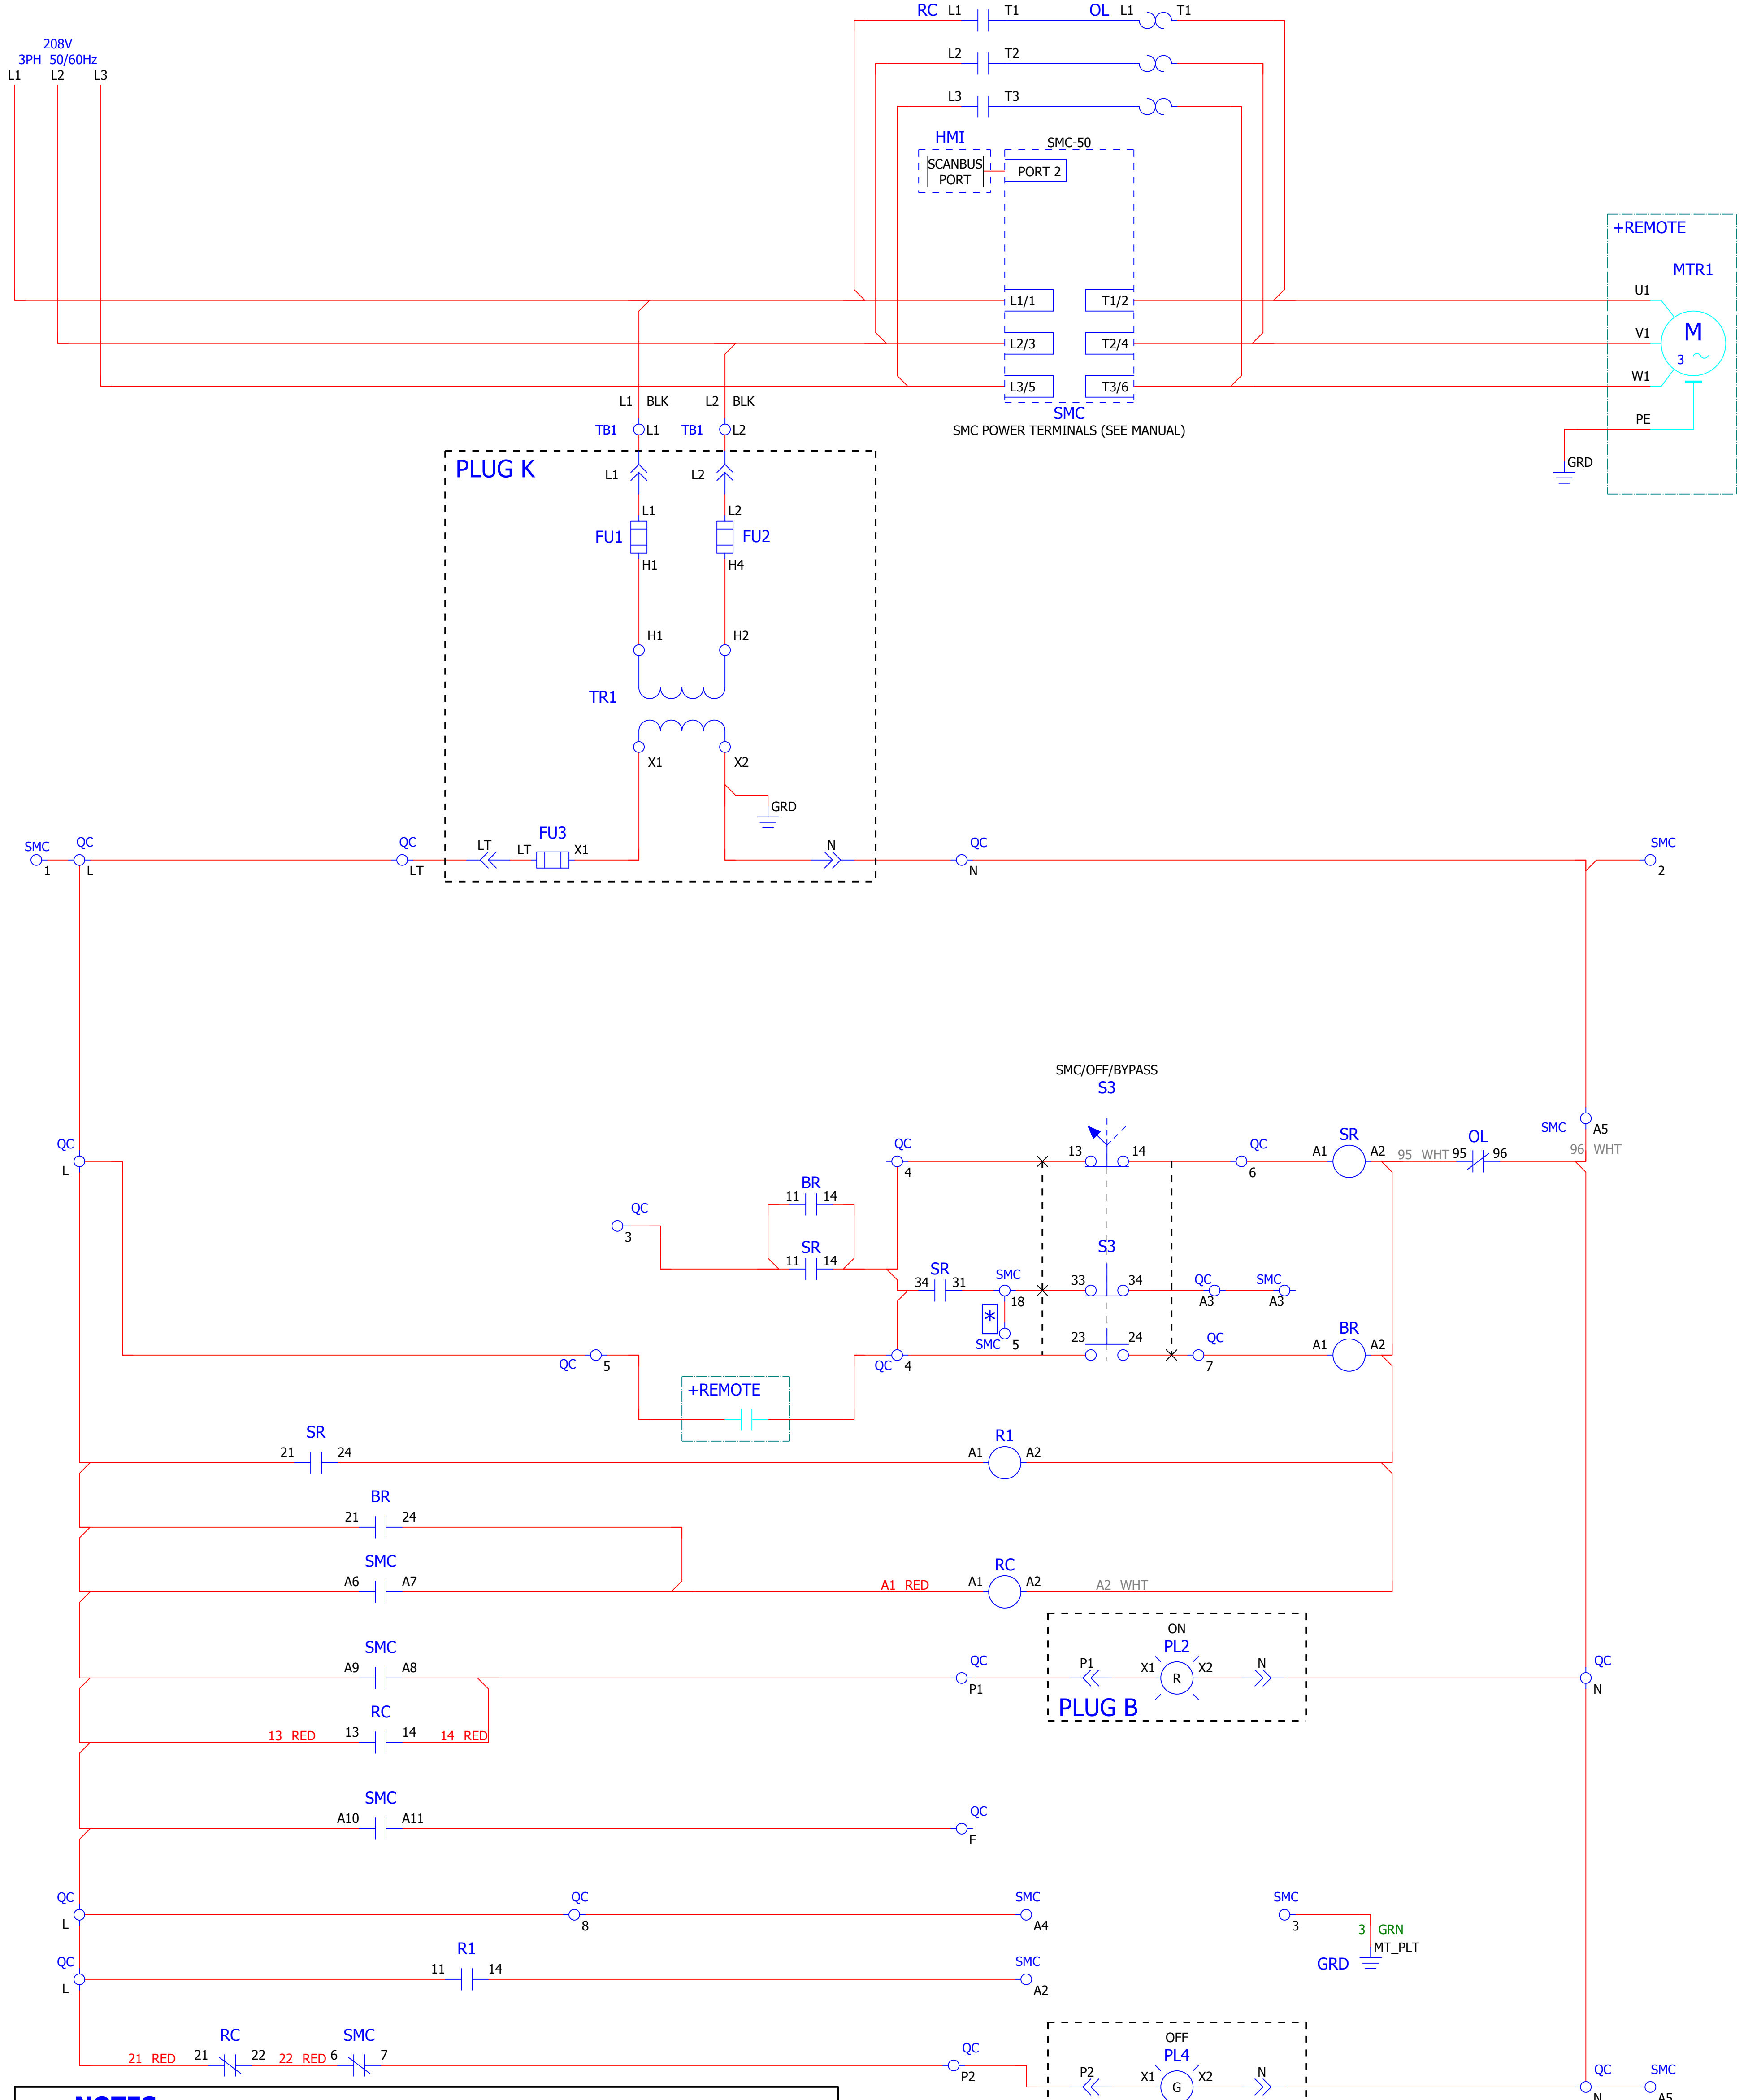 RC L1 T1 OL L1 T1
208V
3PH 50/60Hz
L1 L2 L3
L2 T2
L3 T3
HMI
SMC-50
SCANBUS
PORT
PORT 2
+REMOTE
MTR1
L1/1 T1/2 U1
L2/3 T2/4 V1
M
3
L3/5 T3/6 W1
SMC
SMC POWER TERMINALS (SEE MANUAL)
PE
GRD
L1 BLK L2 BLK
TB1 L1 TB1 L2
PLUG K
L1 L2
L1 L2
FU1 FU2
H1 H4
H1 H2
TR1
X1 X2
GRD
SMC QC QC LT LT FU3 X1 N QC SMC
1 L LT N 2
SMC/OFF/BYPASS
S3
QC QC 13 14 QC SR OL SMC A5
L 4 6 A1 A2 95 WHT 95 96 96 WHT
BR
11 14
QC
3
SR
11 14
S3
SR
34 31
SMC
18
33 34
QC SMC
A3 A3
*
SMC 5
23 24
QC
7
BR
A1 A2
QC 5
QC 4
+REMOTE
SR
21 24
R1
A1 A2
BR
21 24
SMC
A6 A7
RC
A1 RED A1 A2 A2 WHT
ON
SMC
A9 A8
QC
P1
PL2
P1 X1 R X2 N
QC
N
PLUG B
RC
13 RED 13 14 14 RED
SMC
A10 A11
QC
F
QC QC SMC SMC
L 8 A4 3
3 GRN
MT_PLT
GRD
QC R1 SMC
L 11 14 A2
OFF
RC SMC
21 RED 21 22 22 RED 6 7
QC
P2
PL4
P2 X1 G X2 N
QC SMC
N A5
NOTES